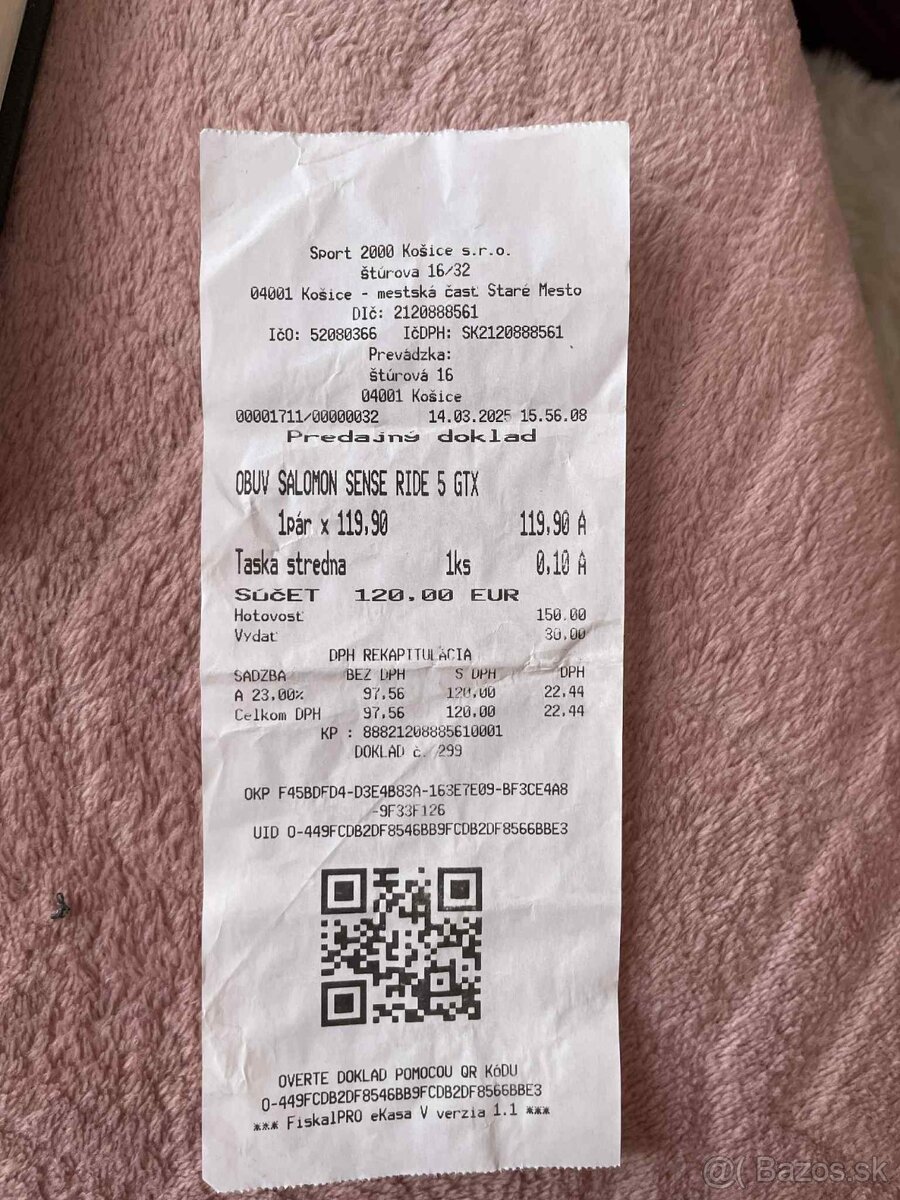 Sport 2000 Košice s.r.o.
štúrova 16/32
04001 Košice - mestská časť Staré Mesto
DIČ: 2120888561
IČO: 52080366 IČDPH: SK2120888561
Prevádzka:
štúrová 16
04001 Košice
00001711/00000032 14.03.2025 15.56.08
Predajný doklad
OBUV SALOMON SENSE RIDE 5 GTX
1pár x 119,90 119,90 A
Taska stredna 1ks 0,10 A
SúčET 120.00 EUR
Hotovosť 150.00
Vydať 30.00
DPH REKAPITULÁCIA
SADZBA BEZ DPH S DPH DPH
A 23.00% 97.56 120.00 22.44
Celkom DPH 97.56 120.00 22.44
KP : 88821208885610001
DOKLAD č. 299
OKP F45BDFD4-D3E4B83A-163E7E09-BF3CE4A8
-9F33F126
UID O-449FCDB2DF8546BB9FCDB2DF8566BBE3
OVERTE DOKLAD POMOCOU QR KóDU
O-449FCDB2DF8546BB9FCDB2DF8566BBE3
*** FiskalPRO eKasa V verzia 1.1 ***
@( Bazos.sk